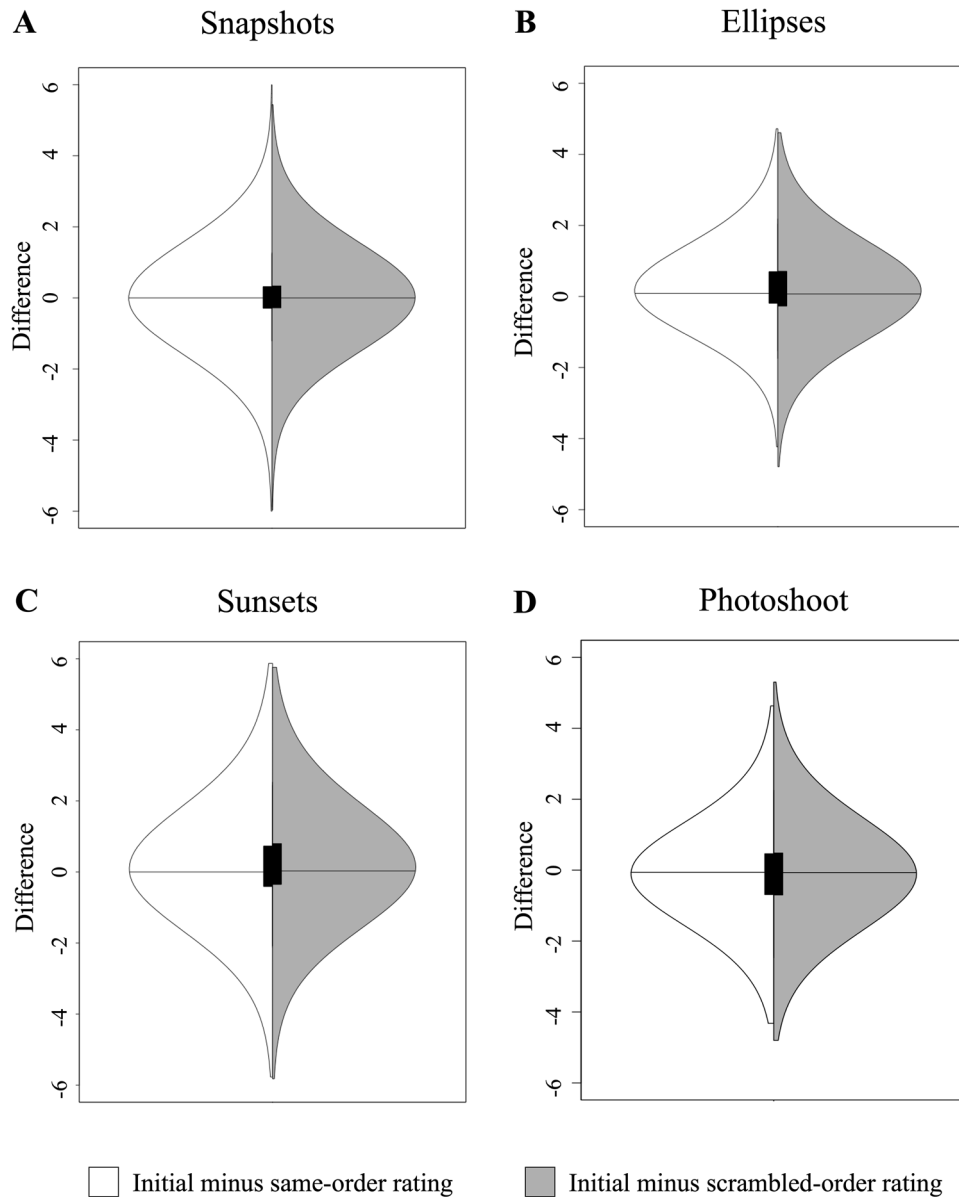 A Snapshots
B Ellipses
Difference
6
4
2
0
-2
-4
-6
Difference
6
4
2
0
-2
-4
-6
C Sunsets
D Photoshoot
Difference
6
4
2
0
-2
-4
-6
Difference
6
4
2
0
-2
-4
-6
Initial minus same-order rating
Initial minus scrambled-order rating